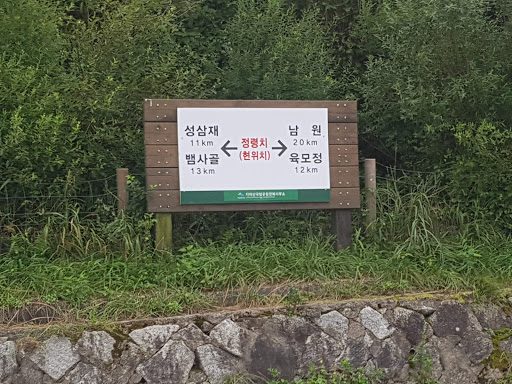 성삼재
11km
뱀사골
13km
정령치
(현위치)
남 원
20km
육모정
12km